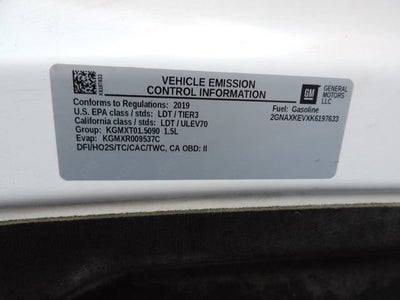 VEHICLE EMISSION
CONTROL INFORMATION
GM
GENERAL
MOTORS
LLC
Conforms to Regulations: 2019
Fuel: Gasoline
U.S. EPA class / stds: LDT / TIER3
2GNAXKEVXK6197633
California class / stds: LDT / ULEV70
Group: KGMXT01.5090 1.5L
Evap: KGMXR009537C
DFI/HO2S/TC/CAC/TWC, CA OBD: II